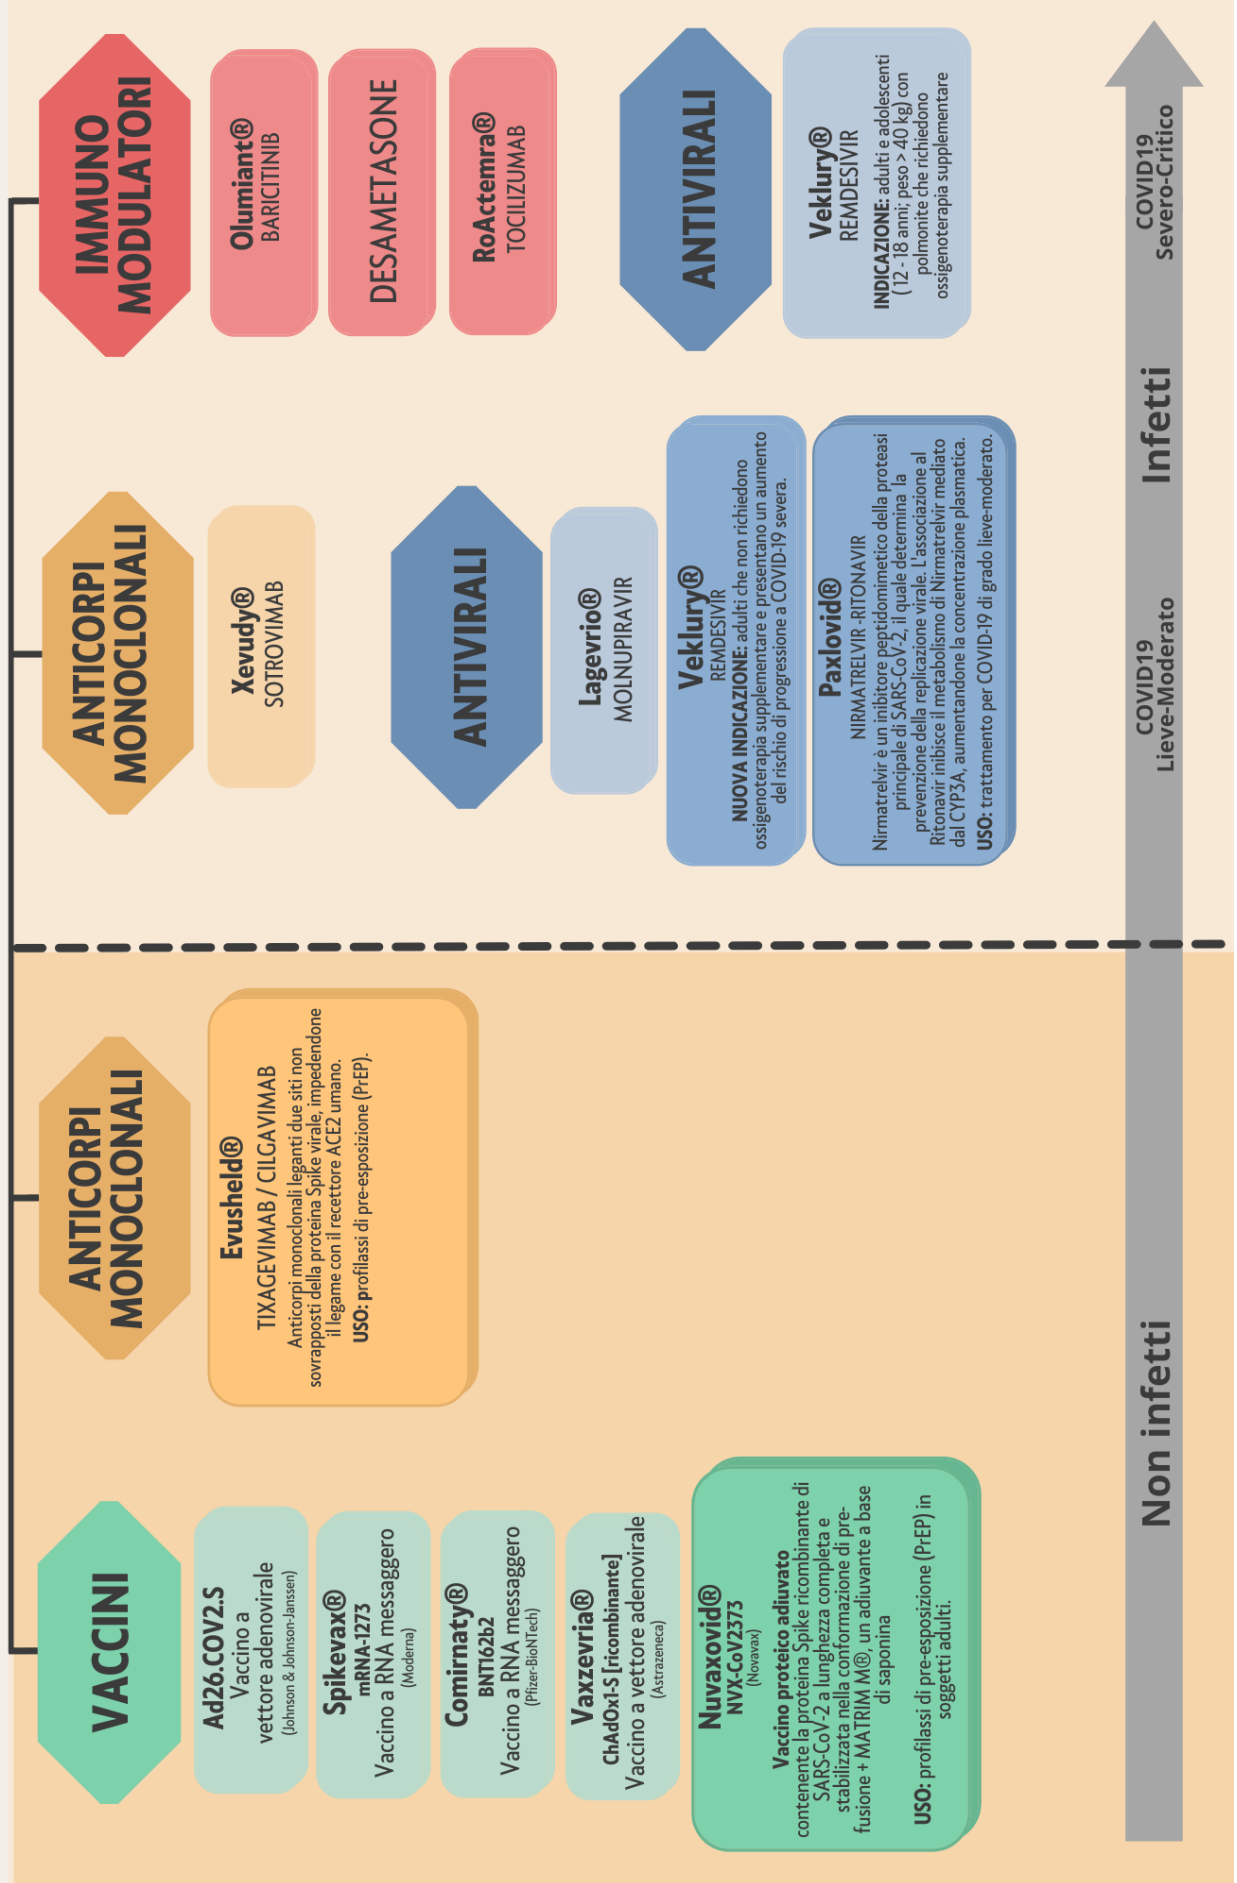 VACCINI
Ad26.COV2.S
Vaccino a
vettore adenovirale
(Johnson & Johnson-Janssen)
Spikevax®
mRNA-1273
Vaccino a RNA messaggero
(Moderna)
Comirnaty®
BNT162b2
Vaccino a RNA messaggero
(Pfizer-BioNTech)
Vaxzevria®
ChAdOx1-S [ricombinante]
Vaccino a vettore adenovirale
(Astrazeneca)
Nuvaxovid®
NVX-CoV2373
(Novavax)
Vaccino proteico adiuvato
contenente la proteina Spike ricombinante di
SARS-CoV-2 a lunghezza completa e
stabilizzata nella conformazione di pre-
fusione + MATRIM M®, un adiuvante a base
di saponina
USO: profilassi di pre-esposizione (PrEP) in
soggetti adulti.
ANTICORPI
MONOCLONALI
Evusheld®
TIXAGEVIMAB / CILGAVIMAB
Anticorpi monoclonali leganti due siti non
sovrapposti della proteina Spike virale, impedendone
il legame con il recettore ACE2 umano.
USO: profilassi di pre-esposizione (PrEP).
ANTICORPI
MONOCLONALI
Xevudy®
SOTROVIMAB
ANTIVIRALI
Lagevrio®
MOLNUPIRAVIR
Veklury®
REMDESIVIR
NUOVA INDICAZIONE: adulti che non richiedono
ossigenoterapia supplementare e presentano un aumento
del rischio di progressione a COVID-19 severa.
Paxlovid®
NIRMATRELVIR -RITONAVIR
Nirmatrelvir è un inibitore peptidomimetico della proteasi
principale di SARS-CoV-2, il quale determina la
prevenzione della replicazione virale. L'associazione al
Ritonavir inibisce il metabolismo di Nirmatrelvir mediato
dal CYP3A, aumentandone la concentrazione plasmatica.
USO: trattamento per COVID-19 di grado lieve-moderato.
IMMUNO
MODULATORI
Olumiant®
BARICITINIB
DESAMETASONE
RoActemra®
TOCILIZUMAB
ANTIVIRALI
Veklury®
REMDESIVIR
INDICAZIONE: adulti e adolescenti
(12 - 18 anni; peso > 40 kg) con
polmonite che richiedono
ossigenoterapia supplementare
Non infetti
COVID19
Lieve-Moderato
Infetti
COVID19
Severo-Critico